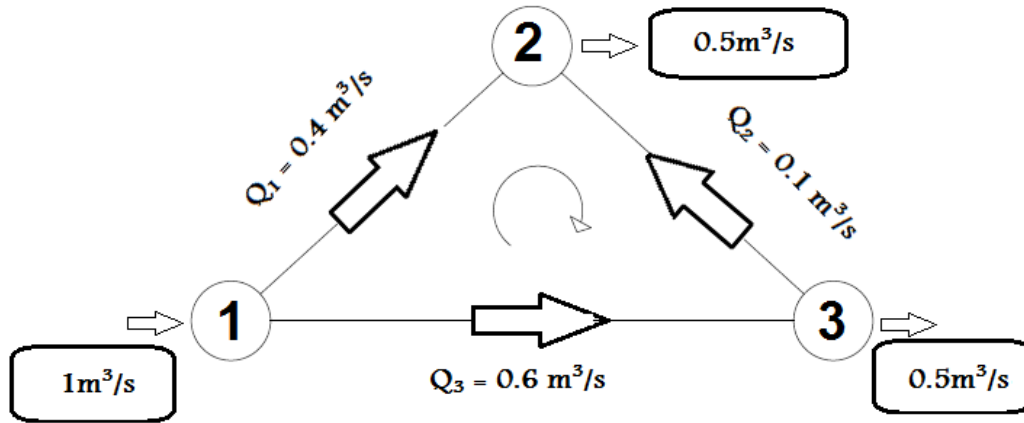 2
0.5m³/s
Q₁ = 0.4 m³/s
Q₂ = 0.1 m³/s
1
3
1m³/s
Q₃ = 0.6 m³/s
0.5m³/s